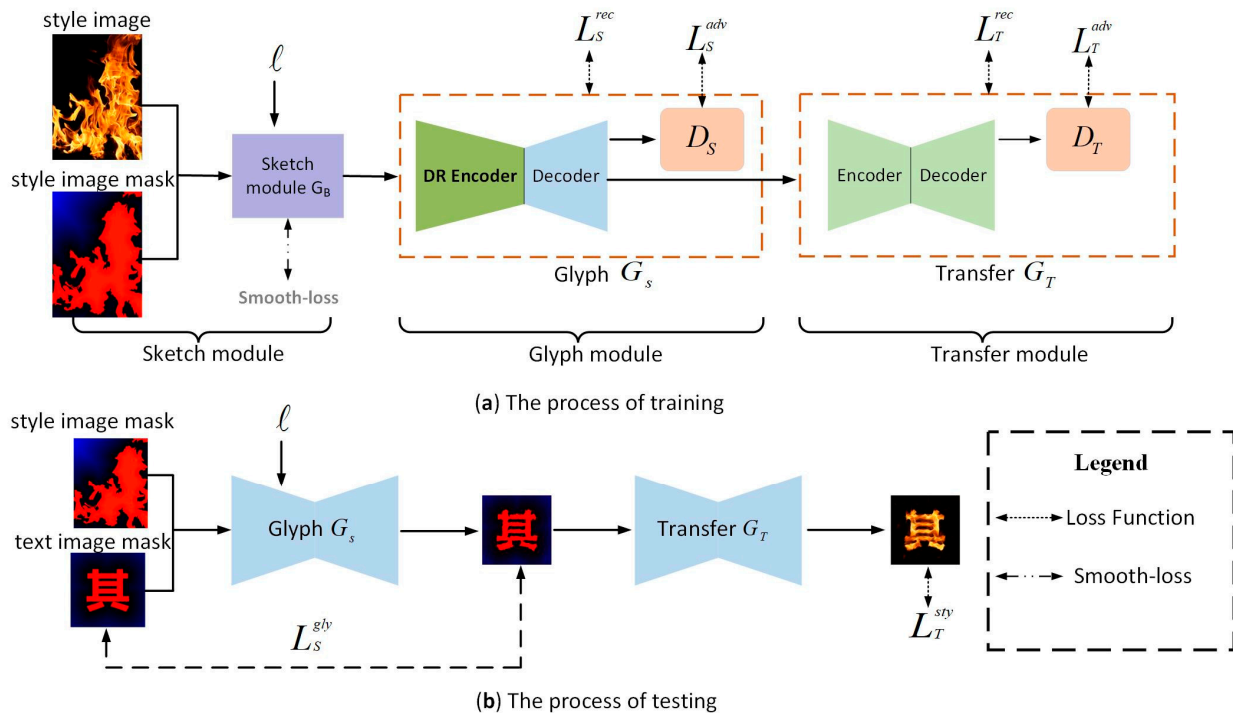 style image
ℓ
L_S^{rec}
L_S^{adv}
L_T^{rec}
L_T^{adv}
style image mask
Sketch
module G_B
DR Encoder
Decoder
D_S
Encoder
Decoder
D_T
Smooth-loss
Glyph G_s
Transfer G_T
Sketch module
Glyph module
Transfer module
(a) The process of training
style image mask
ℓ
Glyph G_s
Transfer G_T
text image mask
其
其
其
L_S^{gly}
L_T^{sty}
Legend
Loss Function
Smooth-loss
(b) The process of testing